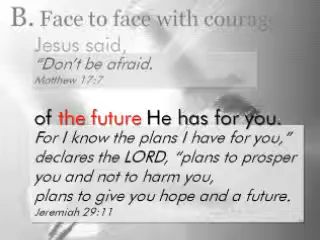 B. Face to face with courage
Jesus said,
“Don't be afraid.
Matthew 17:7
of the future He has for you.
For I know the plans I have for you,”
declares the LORD, “plans to prosper
you and not to harm you,
plans to give you hope and a future.
Jeremiah 29:11